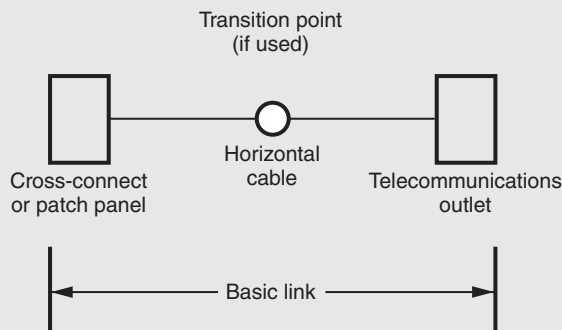 Transition point
(if used)
Horizontal
cable
Cross-connect
or patch panel
Telecommunications
outlet
Basic link